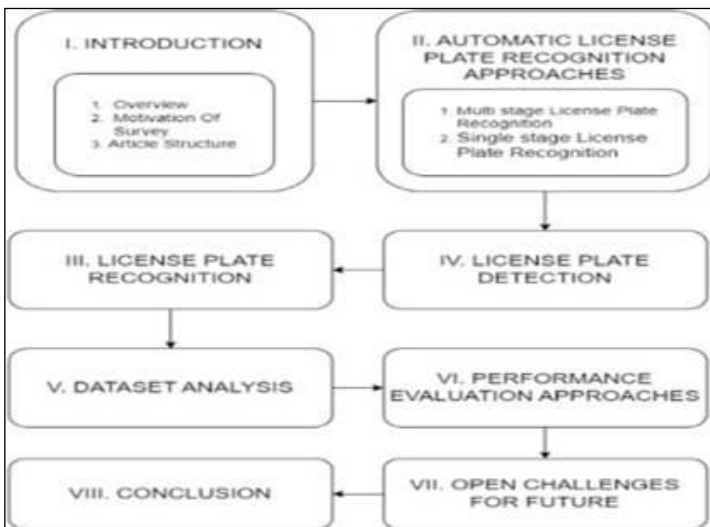 I. INTRODUCTION
1. Overview
2. Motivation Of
Survey
3. Article Structure
II. AUTOMATIC LICENSE
PLATE RECOGNITION
APPROACHES
1. Multi stage License Plate
Recognition
2. Single stage License
Plate Recognition
III. LICENSE PLATE
RECOGNITION
IV. LICENSE PLATE
DETECTION
V. DATASET ANALYSIS
VI. PERFORMANCE
EVALUATION APPROACHES
VIII. CONCLUSION
VII. OPEN CHALLENGES
FOR FUTURE